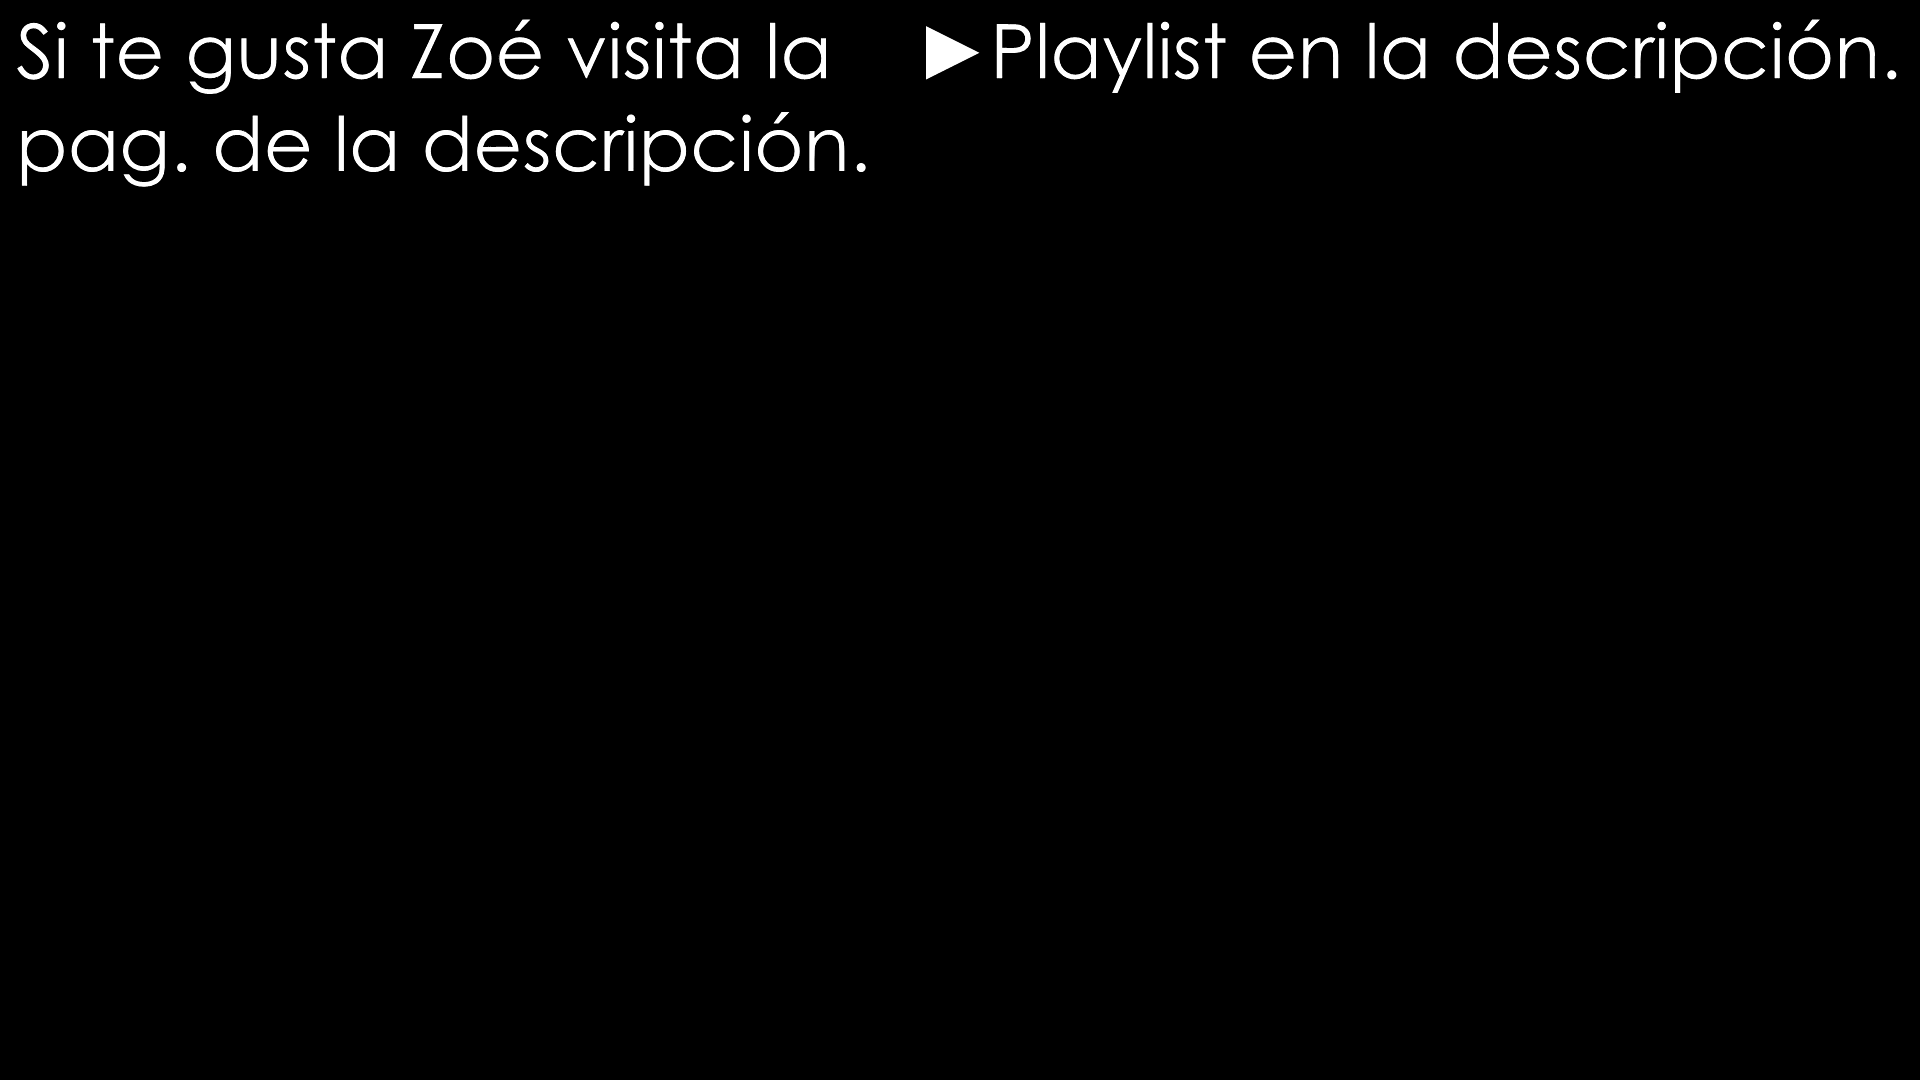 Si te gusta Zoé visita la
pag. de la descripción.
►Playlist en la descripción.